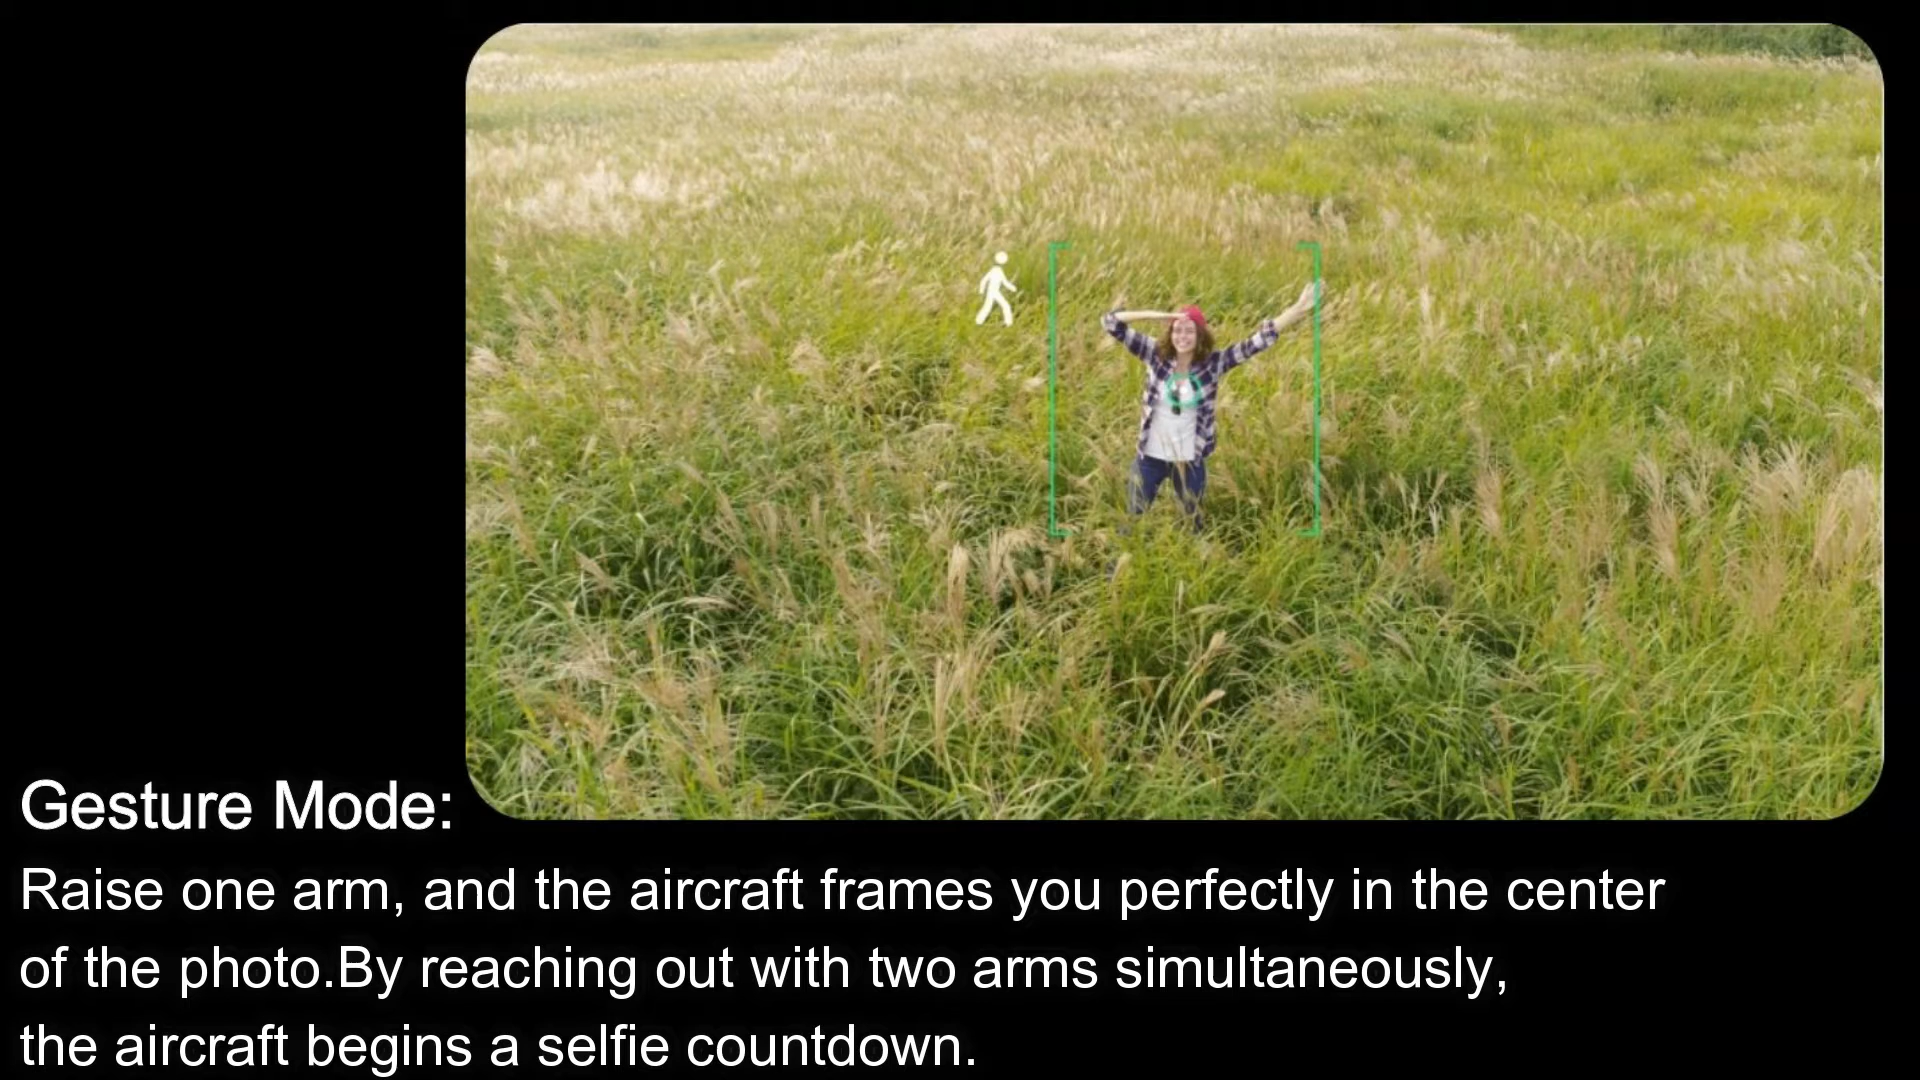 Gesture Mode:
Raise one arm, and the aircraft frames you perfectly in the center
of the photo.By reaching out with two arms simultaneously,
the aircraft begins a selfie countdown.